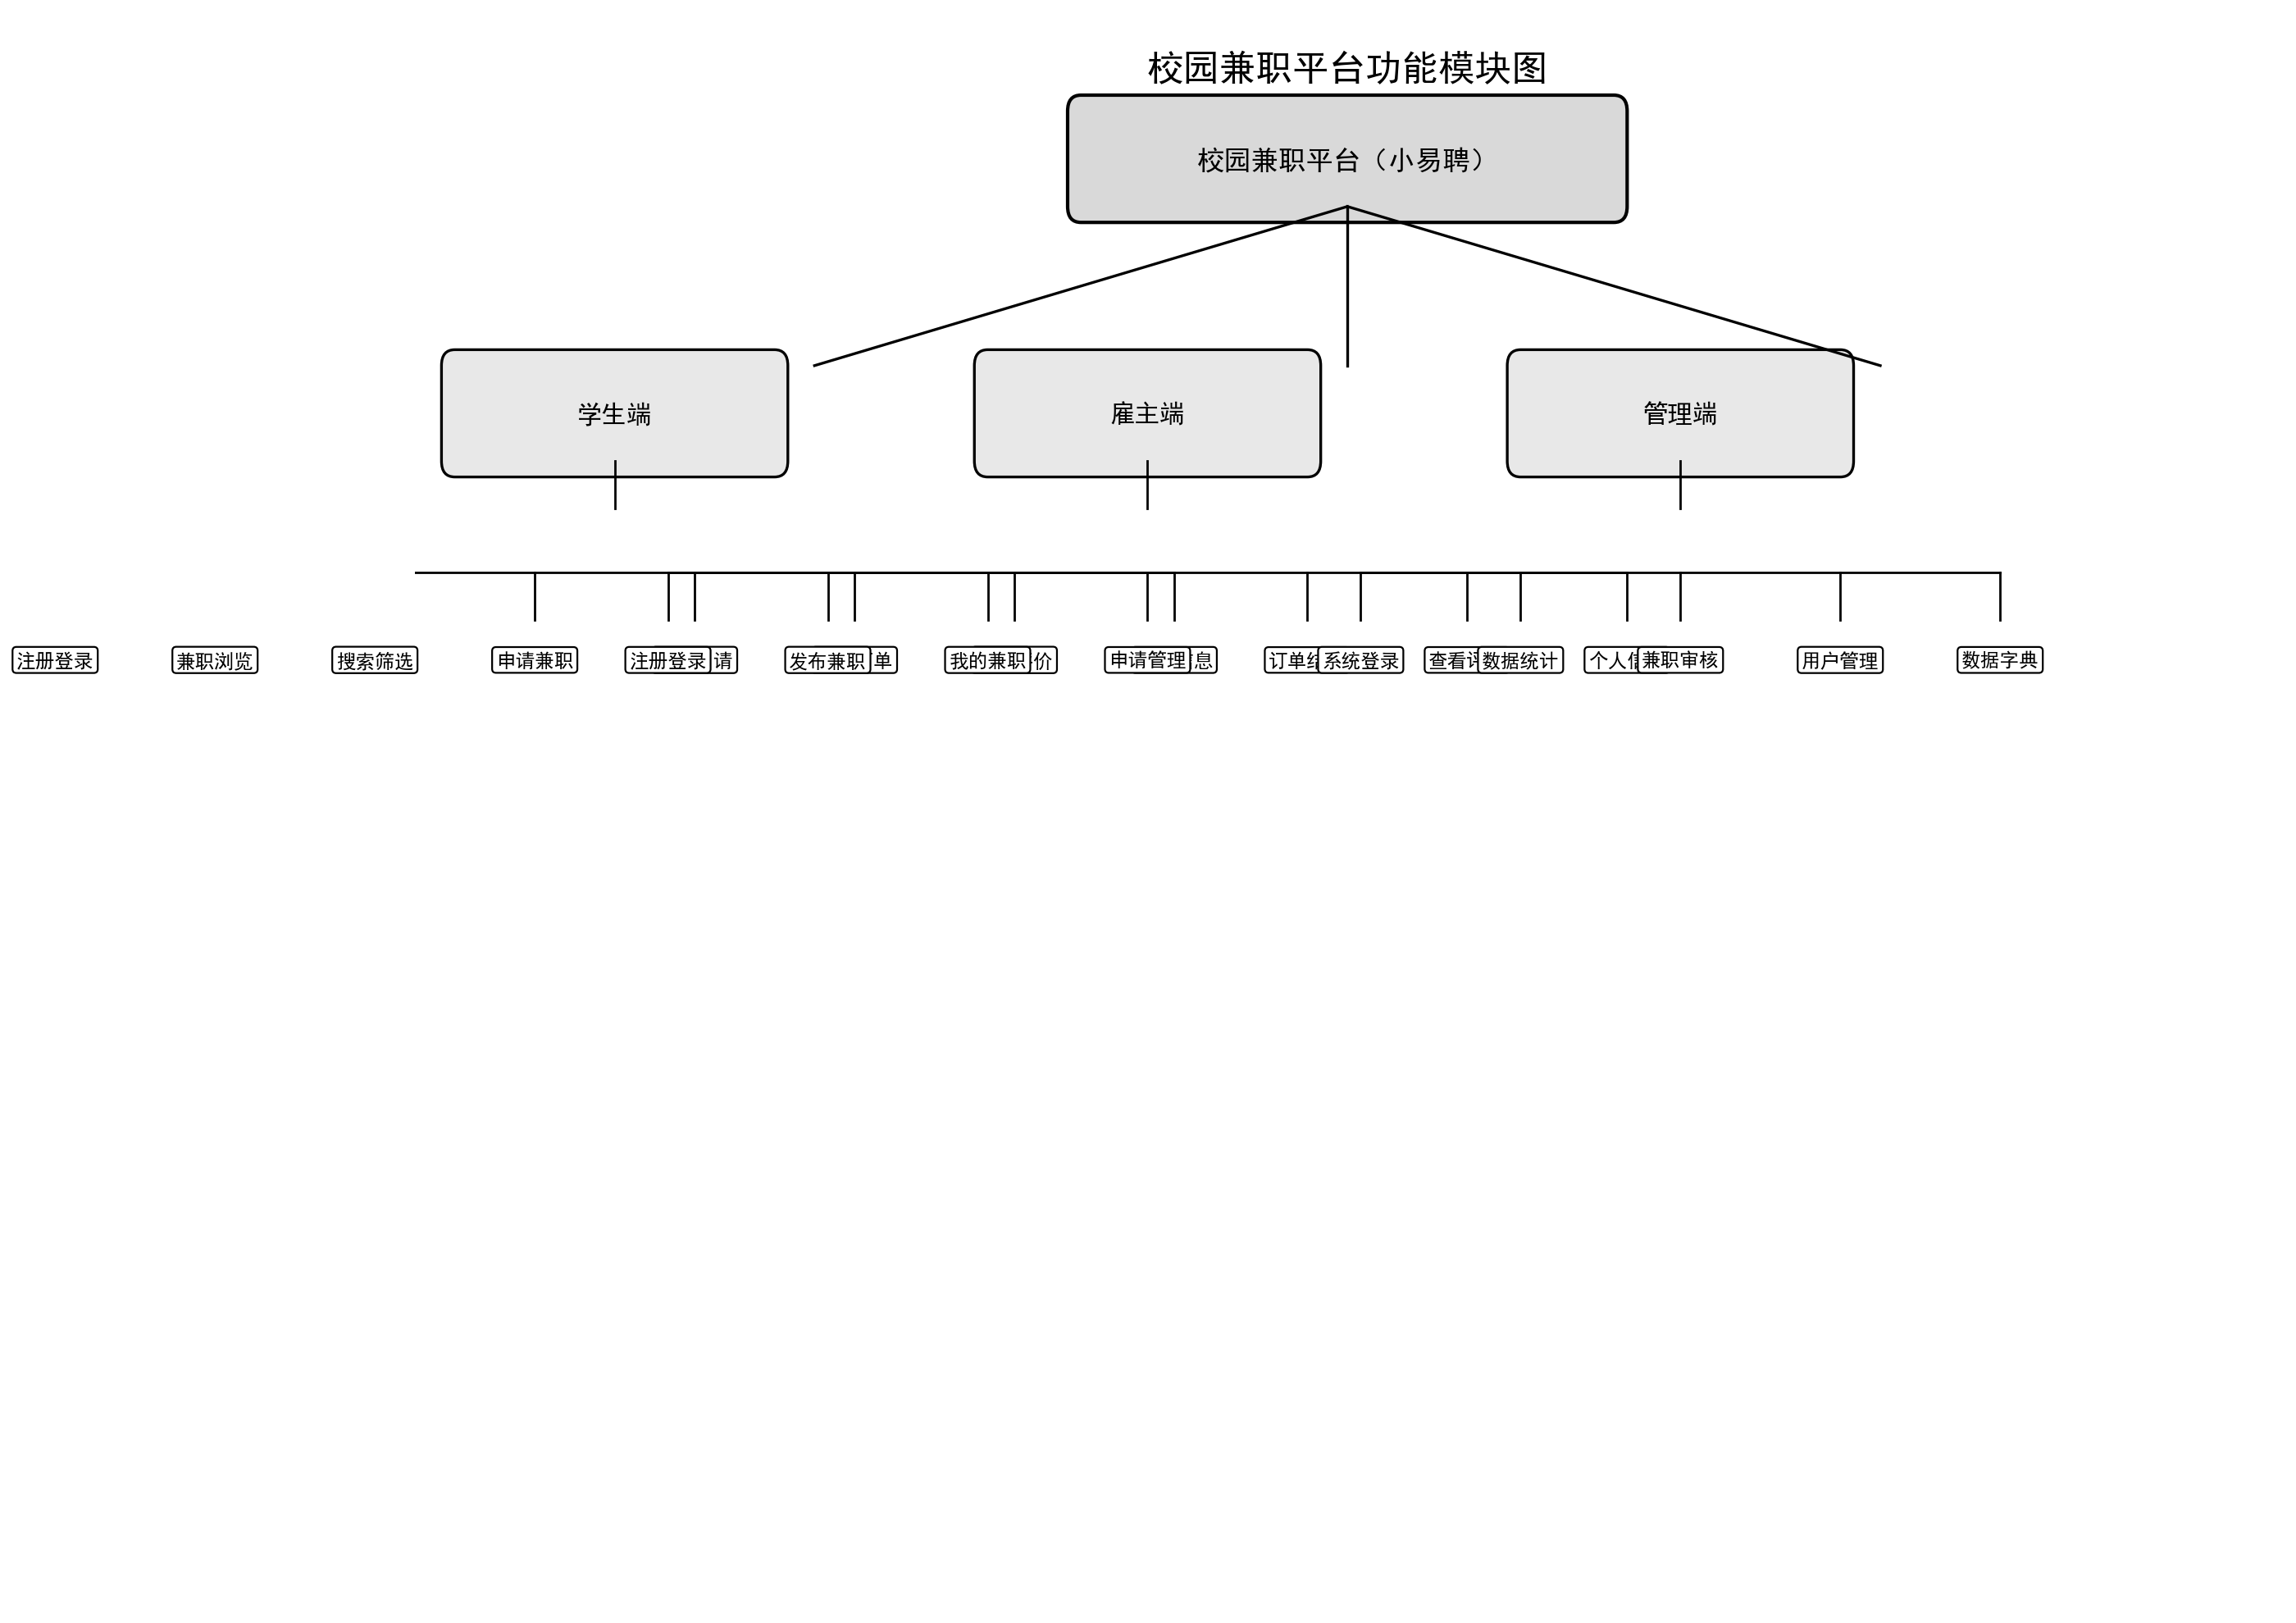 校园兼职平台功能模块图
校园兼职平台（小易聘）
学生端
雇主端
管理端
注册登录
兼职浏览
搜索筛选
申请兼职
注册登录
请
发布兼职
单
我的兼职
价
申请管理
息
订单
系统登录
查看
数据统计
个人
兼职审核
用户管理
数据字典